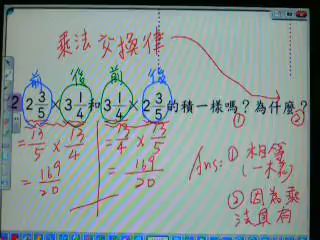 乘法交換律
前 後 前 後
2 2 3/5 × 3 1/4 和 3 1/4 × 2 3/5 的積一樣嗎？為什麼？
① ②
= 13/5 × 13/4 = 13/4 × 13/5
= 169/20 = 169/20
Ans: ① 相等
(一樣)
② 因為乘
法具有